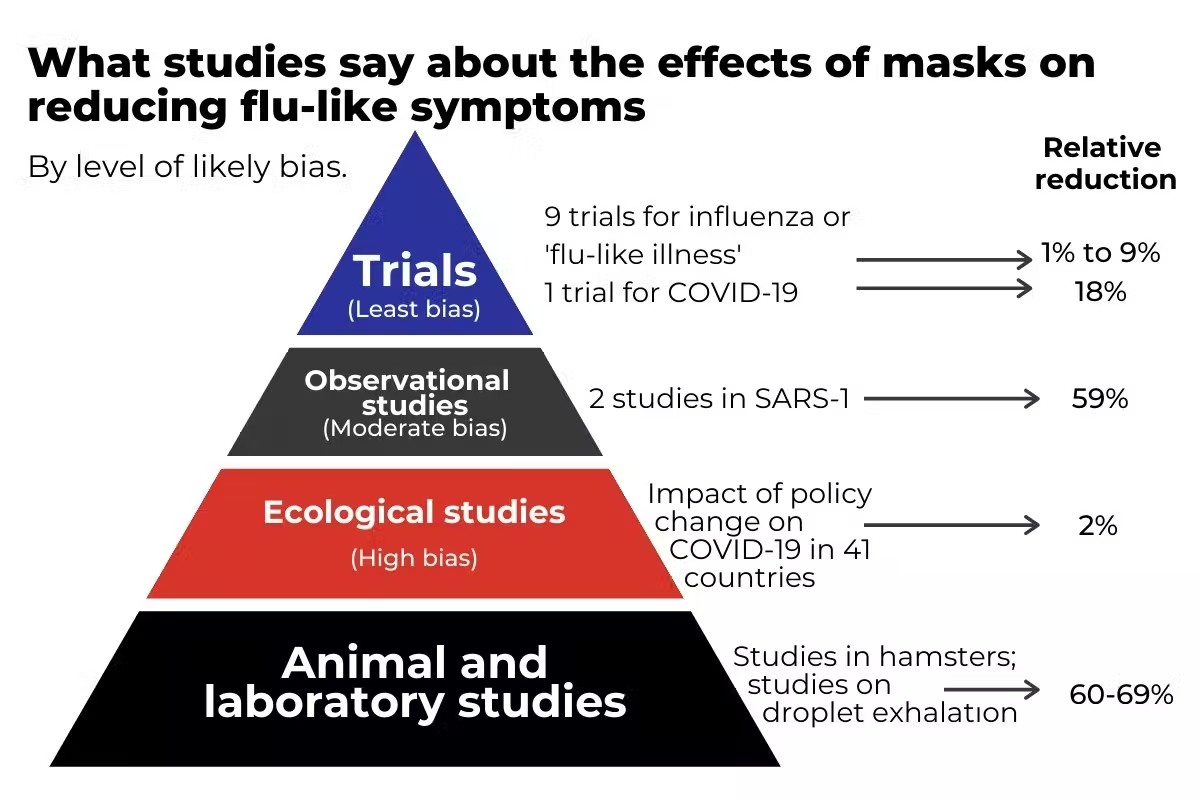 What studies say about the effects of masks on
reducing flu-like symptoms
By level of likely bias.
Relative
reduction
Trials
(Least bias)
9 trials for influenza or
'flu-like illness'
1% to 9%
1 trial for COVID-19
18%
Observational
studies
(Moderate bias)
2 studies in SARS-1
59%
Ecological studies
(High bias)
Impact of policy
change on
COVID-19 in 41
countries
2%
Animal and
laboratory studies
Studies in hamsters;
studies on
droplet exhalation
60-69%